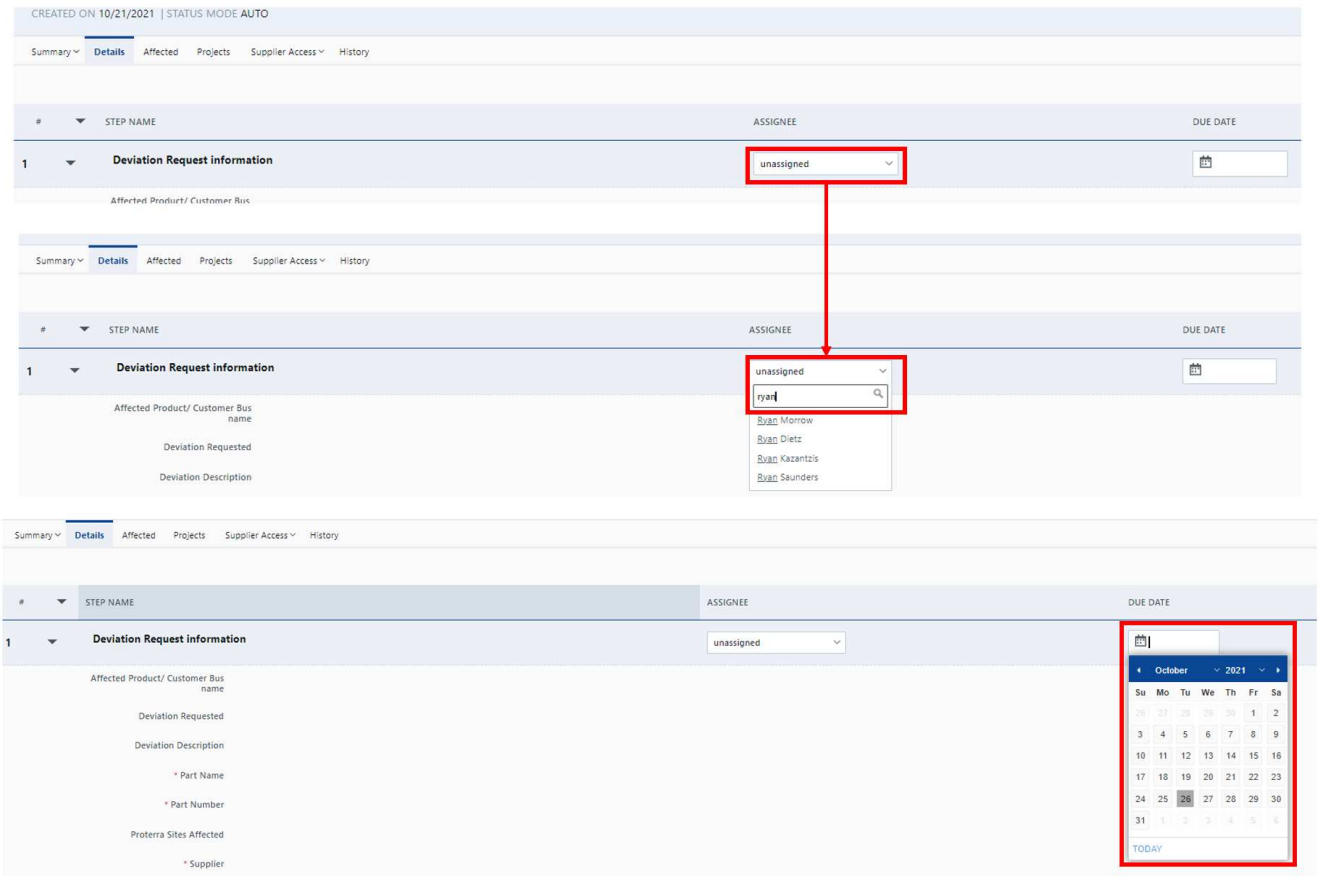 CREATED ON 10/21/2021 | STATUS MODE AUTO
Summary Details Affected Projects Supplier Access History
# STEP NAME ASSIGNEE DUE DATE
1 Deviation Request information unassigned
Affected Product/ Customer Bus
Summary Details Affected Projects Supplier Access History
# STEP NAME ASSIGNEE DUE DATE
1 Deviation Request information unassigned
ryan
Affected Product/ Customer Bus
name
Ryan Morrow
Ryan Dietz
Deviation Requested
Ryan Kazantzis
Deviation Description
Ryan Saunders
Summary Details Affected Projects Supplier Access History
# STEP NAME ASSIGNEE DUE DATE
1 Deviation Request information unassigned
Affected Product/ Customer Bus
name
Deviation Requested
Deviation Description
* Part Name
* Part Number
Proterra Sites Affected
* Supplier
October 2021
Su Mo Tu We Th Fr Sa
26 27 28 29 30 1 2
3 4 5 6 7 8 9
10 11 12 13 14 15 16
17 18 19 20 21 22 23
24 25 26 27 28 29 30
31 1 2 3 4 5 6
TODAY